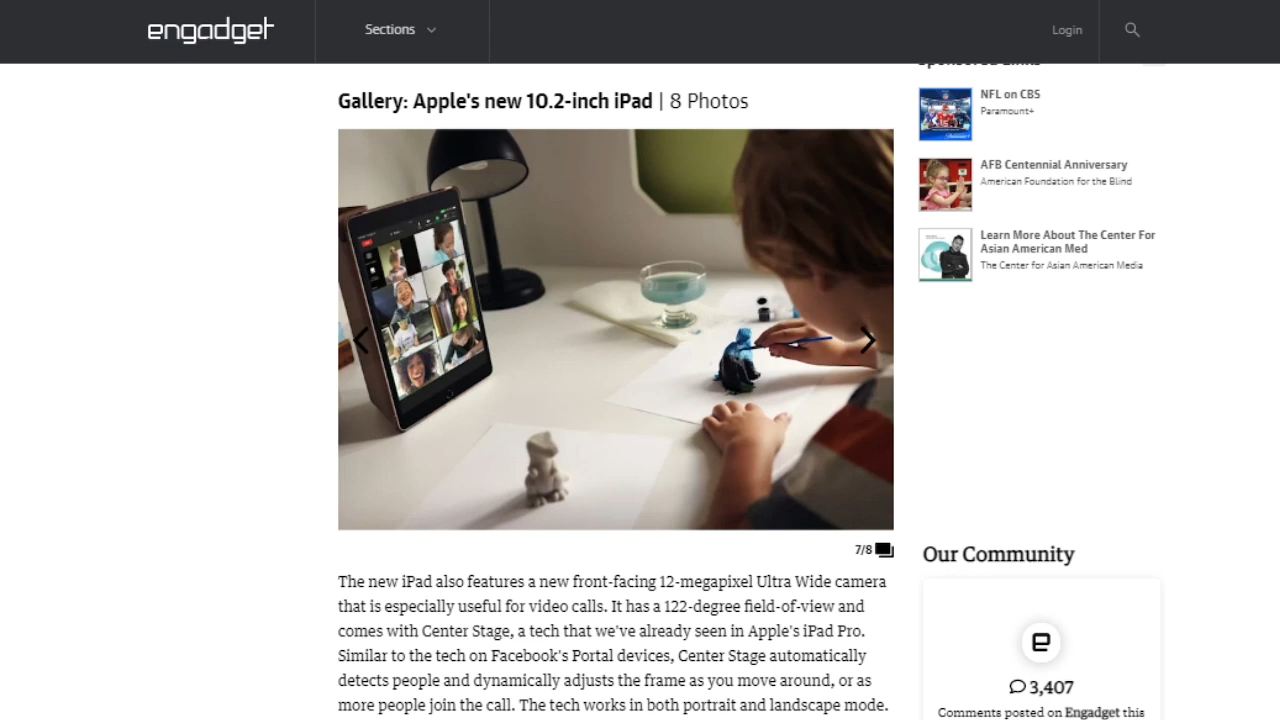 engadget
Sections
Login
Gallery: Apple's new 10.2-inch iPad | 8 Photos
7/8
The new iPad also features a new front-facing 12-megapixel Ultra Wide camera
that is especially useful for video calls. It has a 122-degree field-of-view and
comes with Center Stage, a tech that we've already seen in Apple's iPad Pro.
Similar to the tech on Facebook's Portal devices, Center Stage automatically
detects people and dynamically adjusts the frame as you move around, or as
more people join the call. The tech works in both portrait and landscape mode.
Sponsored Links
NFL on CBS
Paramount+
AFB Centennial Anniversary
American Foundation for the Blind
Learn More About The Center For
Asian American Med
The Center for Asian American Media
Our Community
e
3,407
Comments posted on Engadget this